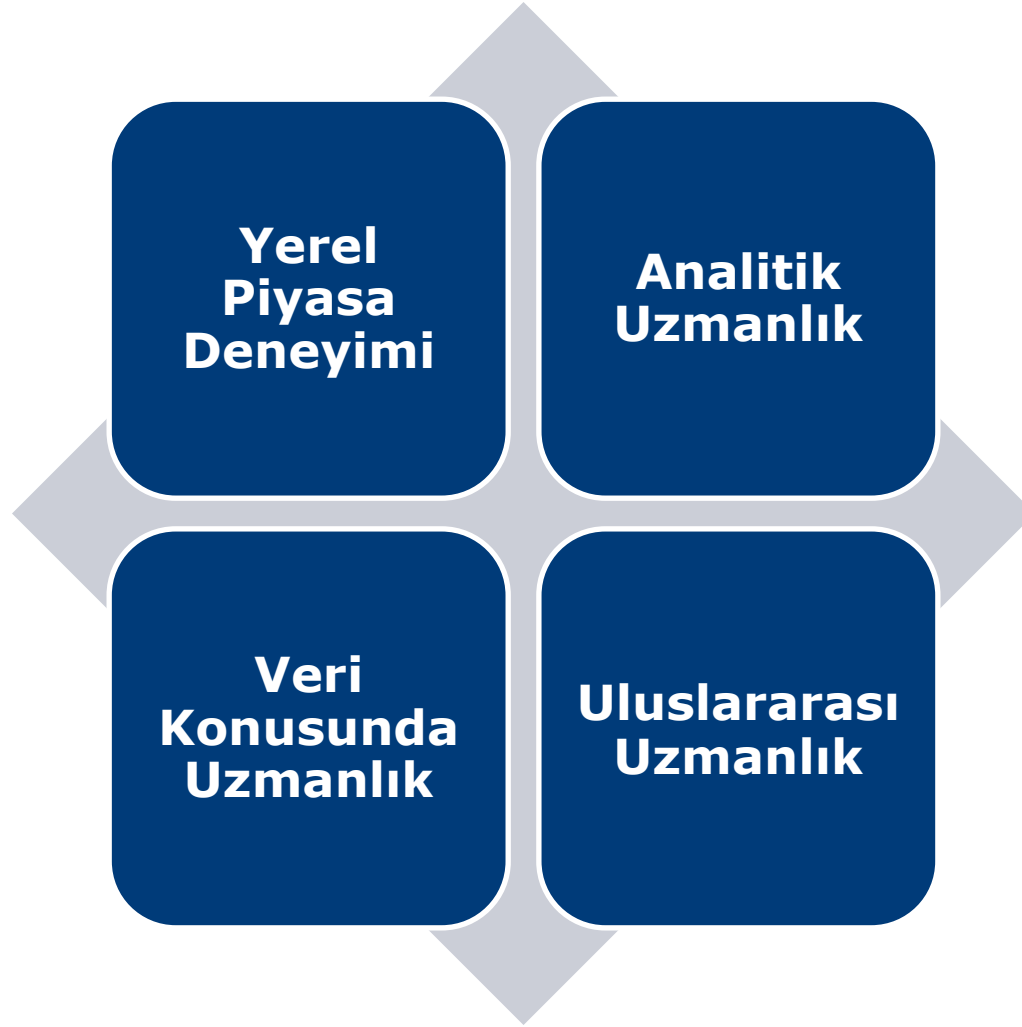 Yerel
Piyasa
Deneyimi
Analitik
Uzmanlık
Veri
Konusunda
Uzmanlık
Uluslararası
Uzmanlık